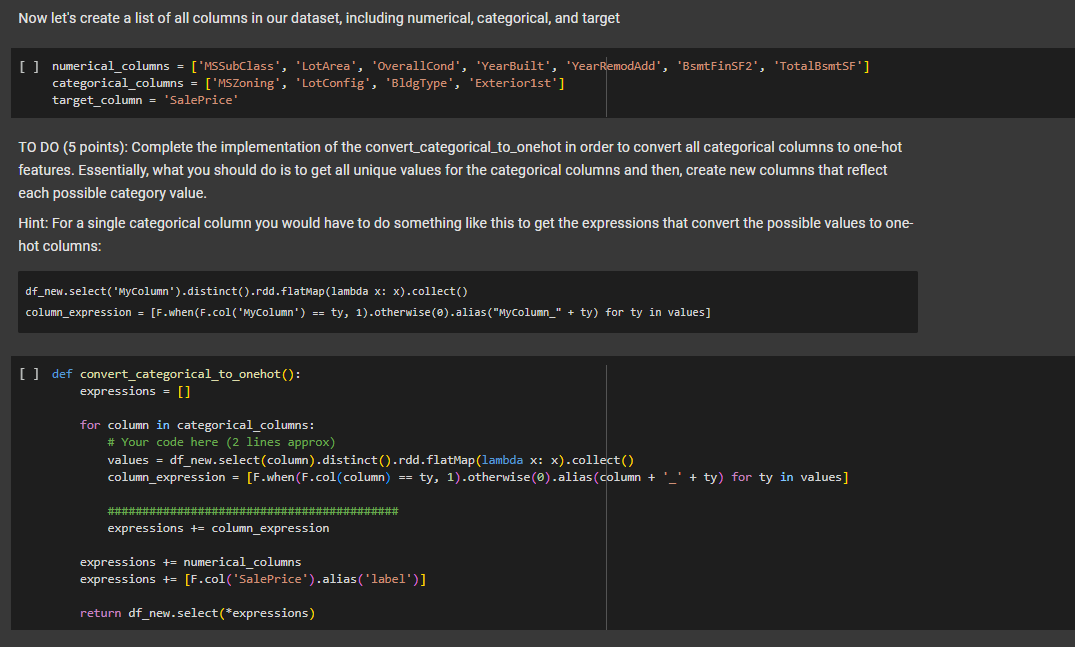 Now let's create a list of all columns in our dataset, including numerical, categorical, and target
[ ] numerical_columns = ['MSSubClass', 'LotArea', 'OverallCond', 'YearBuilt', 'YearRemodAdd', 'BsmtFinSF2', 'TotalBsmtSF']
categorical_columns = ['MSZoning', 'LotConfig', 'BldgType', 'Exterior1st']
target_column = 'SalePrice'
TO DO (5 points): Complete the implementation of the convert_categorical_to_onehot in order to convert all categorical columns to one-hot
features. Essentially, what you should do is to get all unique values for the categorical columns and then, create new columns that reflect
each possible category value.
Hint: For a single categorical column you would have to do something like this to get the expressions that convert the possible values to one-
hot columns:
df_new.select('MyColumn').distinct().rdd.flatMap(lambda x: x).collect()
column_expression = [F.when(F.col('MyColumn') == ty, 1).otherwise(0).alias("MyColumn_" + ty) for ty in values]
[ ] def convert_categorical_to_onehot():
expressions = []
for column in categorical_columns:
# Your code here (2 lines approx)
values = df_new.select(column).distinct().rdd.flatMap(lambda x: x).collect()
column_expression = [F.when(F.col(column) == ty, 1).otherwise(0).alias(column + '_' + ty) for ty in values]
##########################################
expressions += column_expression
expressions += numerical_columns
expressions += [F.col('SalePrice').alias('label')]
return df_new.select(*expressions)